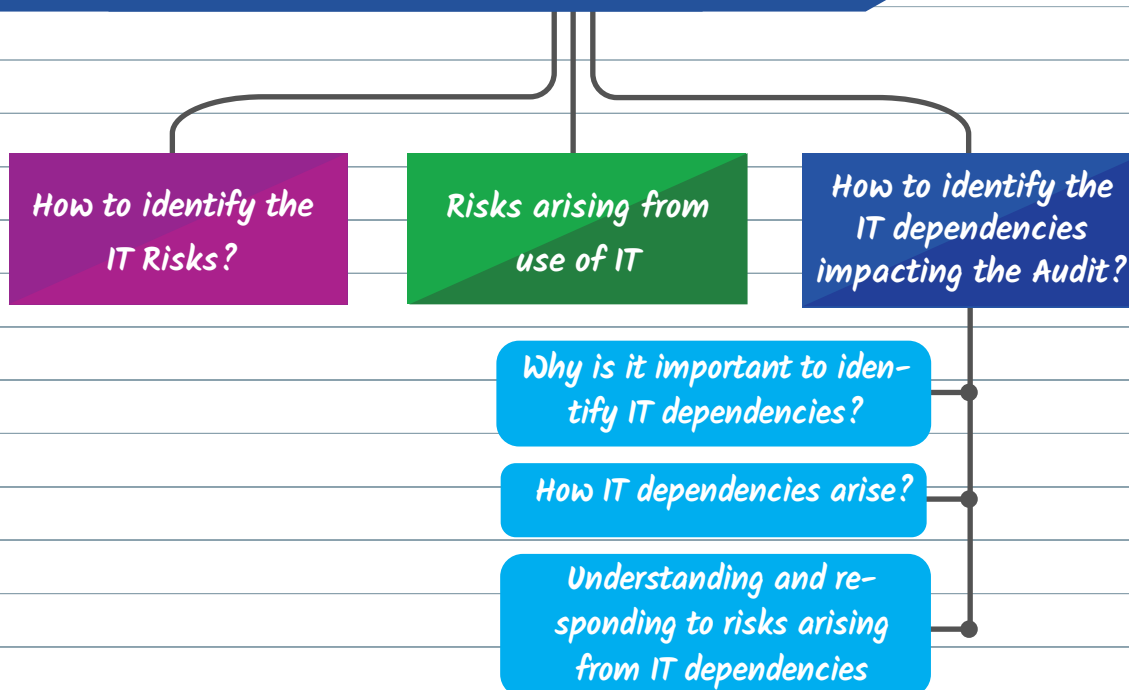 How to identify the
IT Risks?
Risks arising from
use of IT
How to identify the
IT dependencies
impacting the Audit?
Why is it important to iden-
tify IT dependencies?
How IT dependencies arise?
Understanding and re-
sponding to risks arising
from IT dependencies